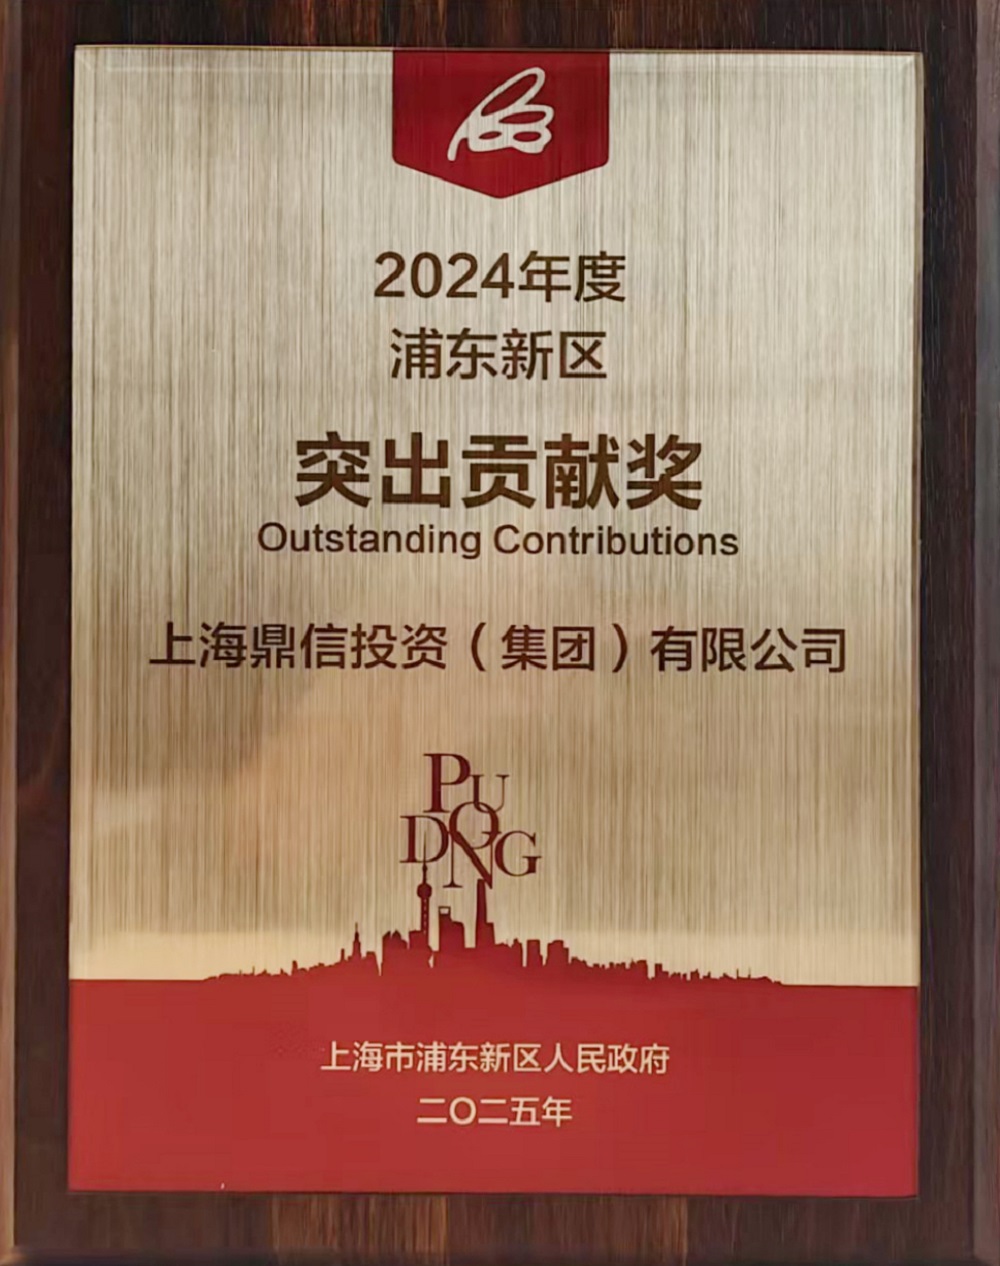 2024年度
浦东新区
突出贡献奖
Outstanding Contributions
上海鼎信投资（集团）有限公司
PUDONG
上海市浦东新区人民政府
二〇二五年